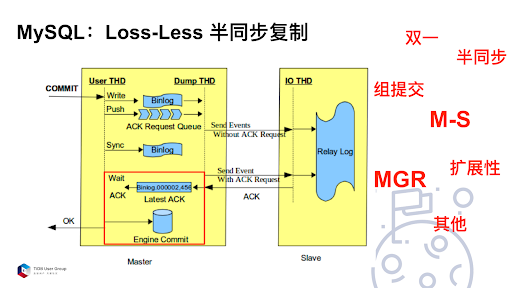 MySQL：Loss-Less 半同步复制
双一
半同步
组提交
M-S
扩展性
MGR
其他
User THD
Dump THD
IO THD
COMMIT
Write
Binlog
Push
ACK Request Queue
Send Events
Without ACK Request
Sync
Binlog
Relay Log
Send Event
With ACK Request
Wait
ACK
Binlog.000002,456
Latest ACK
ACK
OK
Engine Commit
Master
Slave
TiDB User Group